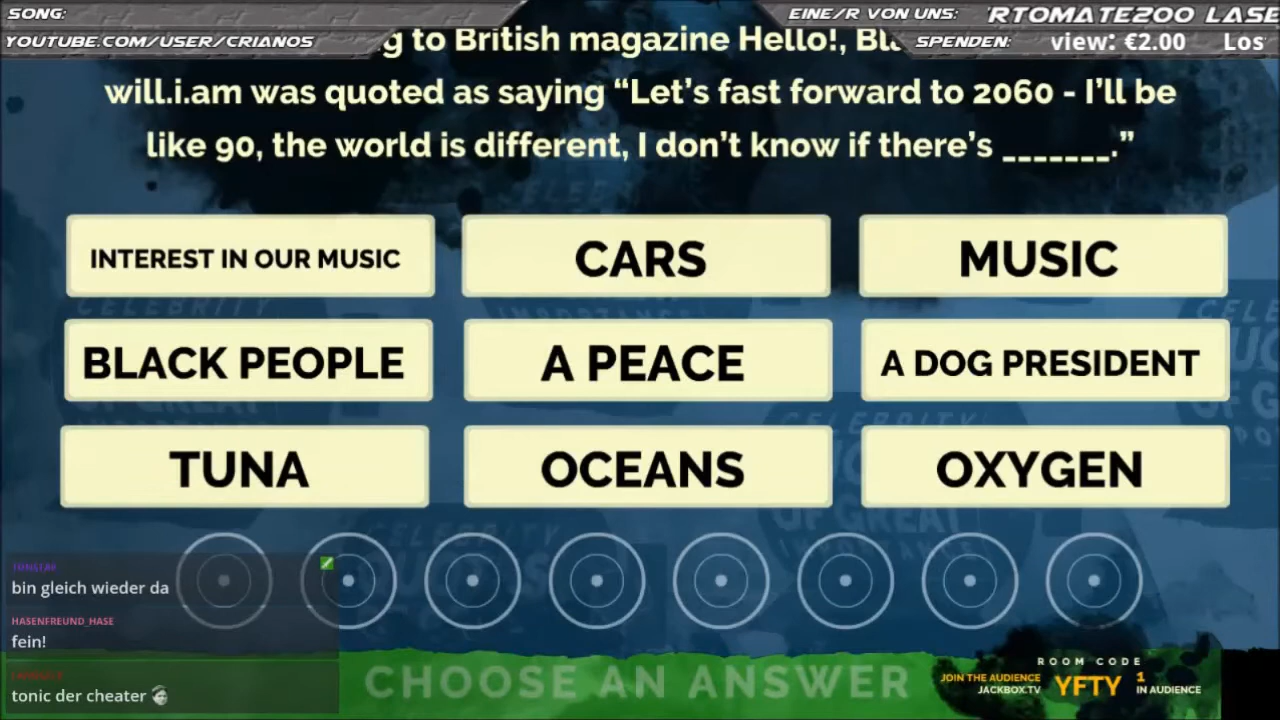 SONG:
EINE/R VON UNS: RTOMATE200 LASE
YOUTUBE.COM/USER/CRIANOS
SPENDEN: view: €2.00 Los
g to British magazine Hello!, Bl
will.i.am was quoted as saying “Let’s fast forward to 2060 - I’ll be
like 90, the world is different, I don’t know if there’s _______.”
INTEREST IN OUR MUSIC
CARS
MUSIC
BLACK PEOPLE
A PEACE
A DOG PRESIDENT
TUNA
OCEANS
OXYGEN
bin gleich wieder da
HASENFREUND_HASE
fein!
tonic der cheater
CHOOSE AN ANSWER
ROOM CODE
JOIN THE AUDIENCE
JACKBOX.TV
YFTY
1
IN AUDIENCE